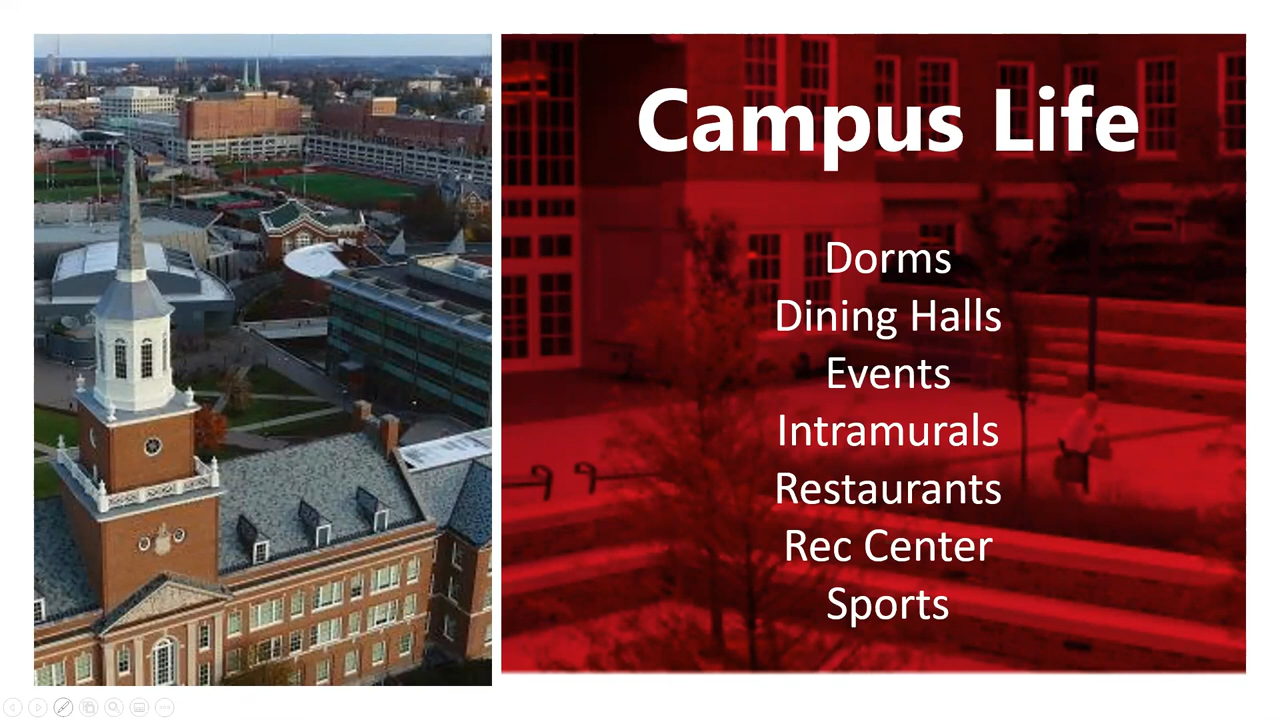 Campus Life
Dorms
Dining Halls
Events
Intramurals
Restaurants
Rec Center
Sports